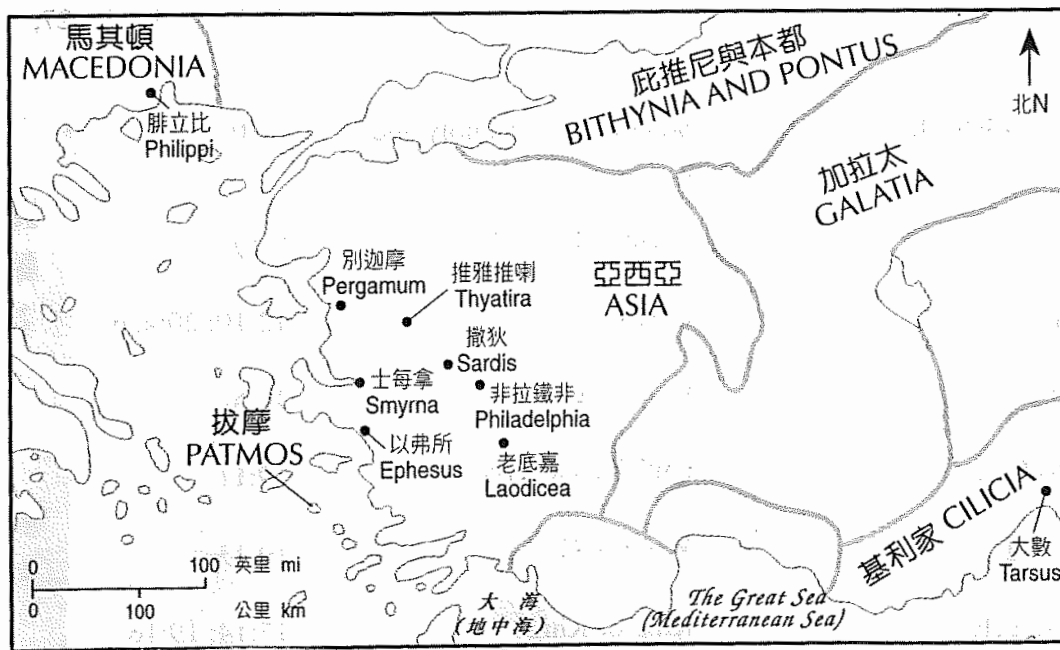 馬其頓
MACEDONIA
腓立比
Philippi
庇推尼與本都
BITHYNIA AND PONTUS
北N
加拉太
GALATIA
別迦摩
Pergamum
推雅推喇
Thyatira
亞西亞
ASIA
撒狄
Sardis
士每拿
Smyrna
非拉鐵非
Philadelphia
拔摩
PATMOS
以弗所
Ephesus
老底嘉
Laodicea
基利家 CILICIA
大數
Tarsus
0 100 英里 mi
0 100 公里 km
大 海
(地中海)
The Great Sea
(Mediterranean Sea)